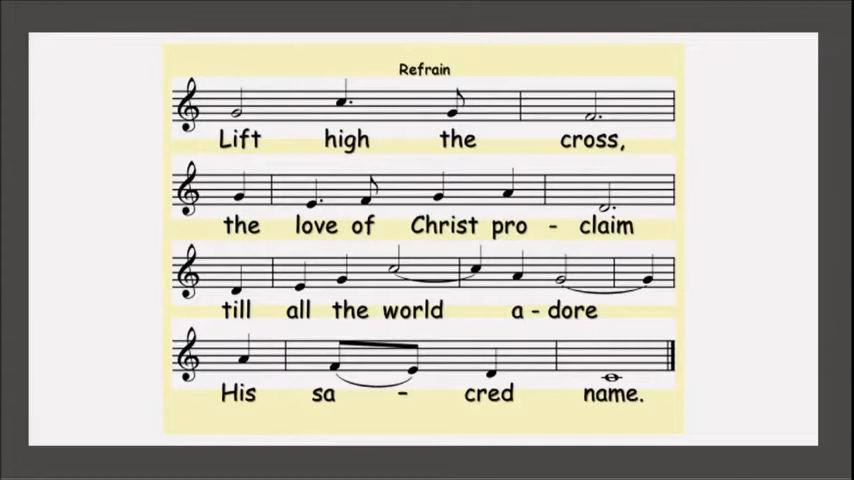 Refrain
Lift high the cross,
the love of Christ pro - claim
till all the world a - dore
His sa - cred name.